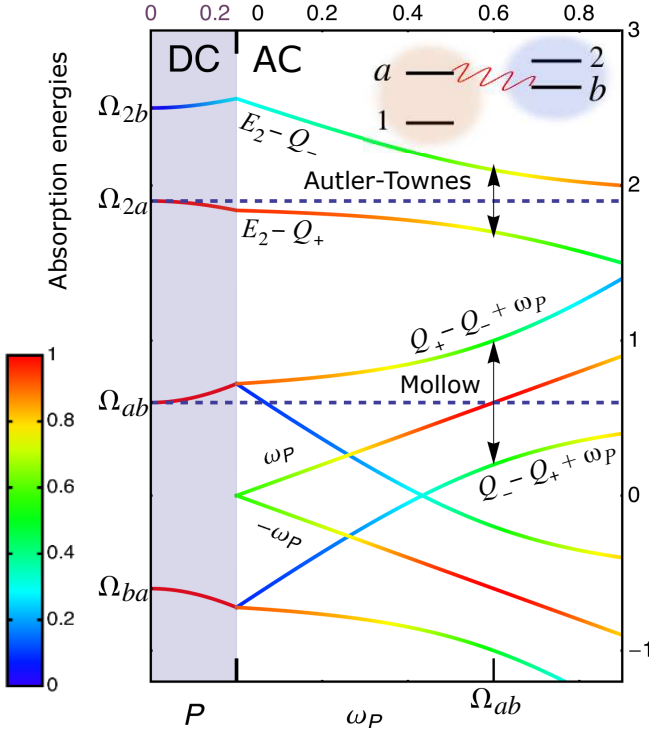 0 0.2 0 0.2 0.4 0.6 0.8
DC AC
3
a 2
b
1
Ω2b
E2 − Q−
Autler-Townes
2
Ω2a
E2 − Q+
Absorption energies
Q+ − Q− + ωP
1
1
Mollow
0.8
Ωab
ωP
Q− − Q+ + ωP
0.6
0
0.4
−ωP
0.2
Ωba
0
−1
P ωP Ωab